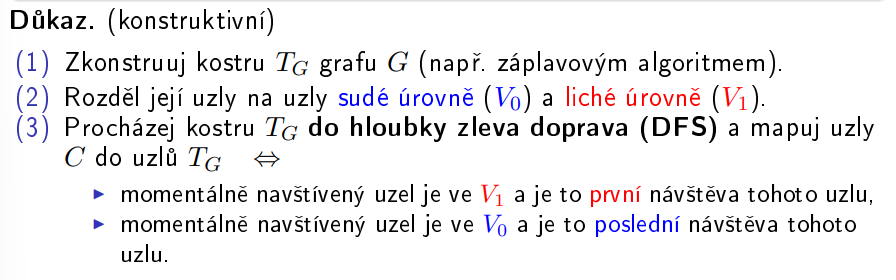 Důkaz. (konstruktivní)
(1) Zkonstruuj kostru T_G grafu G (např. záplavovým algoritmem).
(2) Rozděl její uzly na uzly sudé úrovně (V_0) a liché úrovně (V_1).
(3) Procházej kostru T_G do hloubky zleva doprava (DFS) a mapuj uzly
C do uzlů T_G ⇔
▶ momentálně navštívený uzel je ve V_1 a je to první návštěva tohoto uzlu,
▶ momentálně navštívený uzel je ve V_0 a je to poslední návštěva tohoto
uzlu.